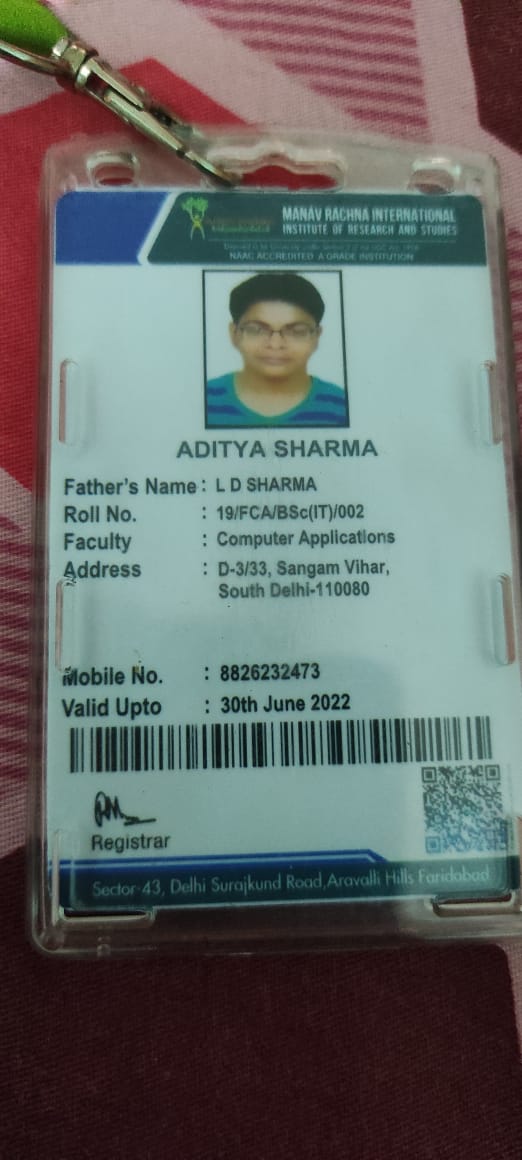 MANAV RACHNA INTERNATIONAL
INSTITUTE OF RESEARCH AND STUDIES
NAAC ACCREDITED A GRADE INSTITUTION
ADITYA SHARMA
Father's Name : L D SHARMA
Roll No. : 19/FCA/BSc(IT)/002
Faculty : Computer Applications
Address : D-3/33, Sangam Vihar,
South Delhi-110080
Mobile No. : 8826232473
Valid Upto : 30th June 2022
Registrar
Sector-43, Delhi Surajkund Road,Aravalli Hills Faridabad